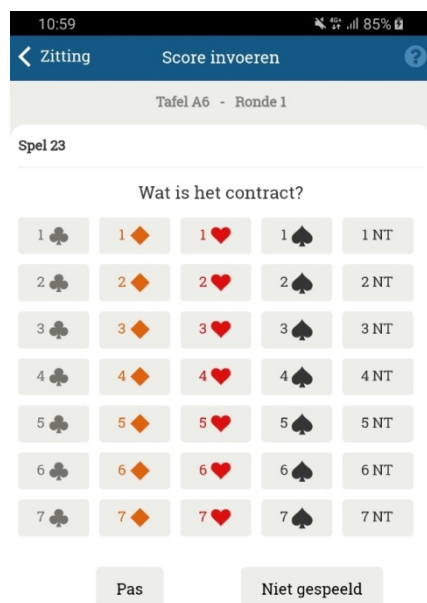 10:59 4G+ 85%
Zitting Score invoeren ?
Tafel A6 - Ronde 1
Spel 23
Wat is het contract?
1 ♣ 1 ♦ 1 ♥ 1 ♠ 1 NT
2 ♣ 2 ♦ 2 ♥ 2 ♠ 2 NT
3 ♣ 3 ♦ 3 ♥ 3 ♠ 3 NT
4 ♣ 4 ♦ 4 ♥ 4 ♠ 4 NT
5 ♣ 5 ♦ 5 ♥ 5 ♠ 5 NT
6 ♣ 6 ♦ 6 ♥ 6 ♠ 6 NT
7 ♣ 7 ♦ 7 ♥ 7 ♠ 7 NT
Pas Niet gespeeld